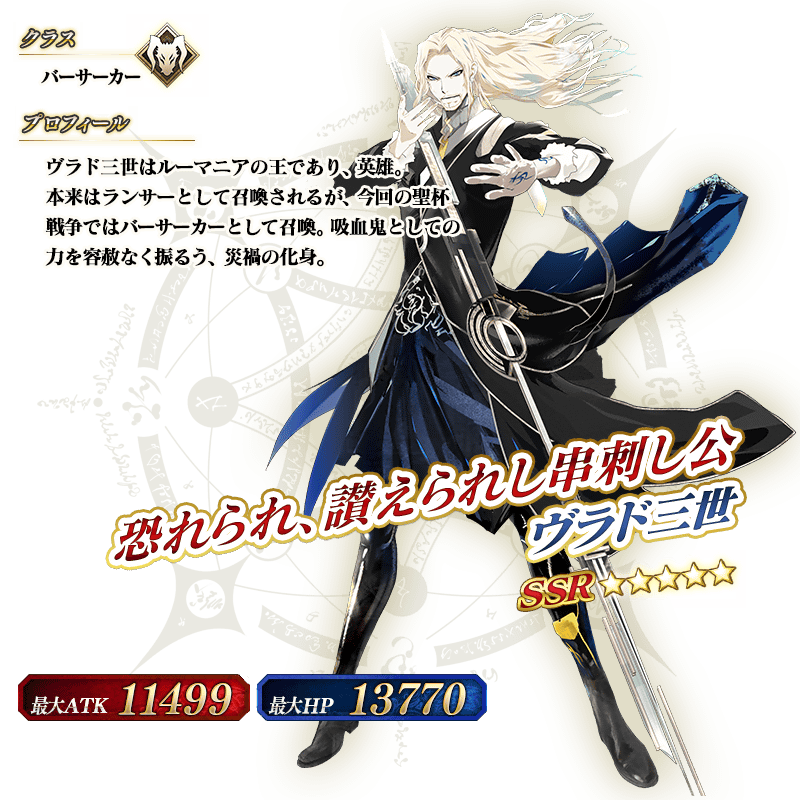 クラス
バーサーカー
プロフィール
ヴラド三世はルーマニアの王であり、英雄。
本来はランサーとして召喚されるが、今回の聖杯
戦争ではバーサーカーとして召喚。吸血鬼としての
力を容赦なく振るう、災禍の化身。
恐れられ、讃えられし串刺し公
ヴラド三世
SSR ☆☆☆☆☆
最大ATK 11499
最大HP 13770